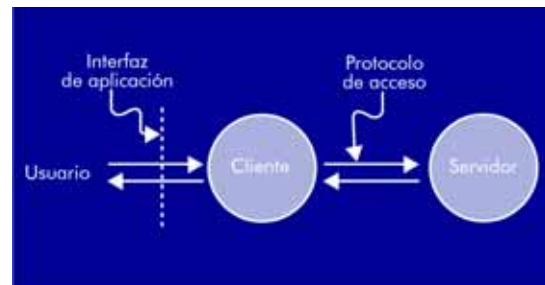 Interfaz
de aplicación
Protocolo
de acceso
Usuario
Cliente
Servidor